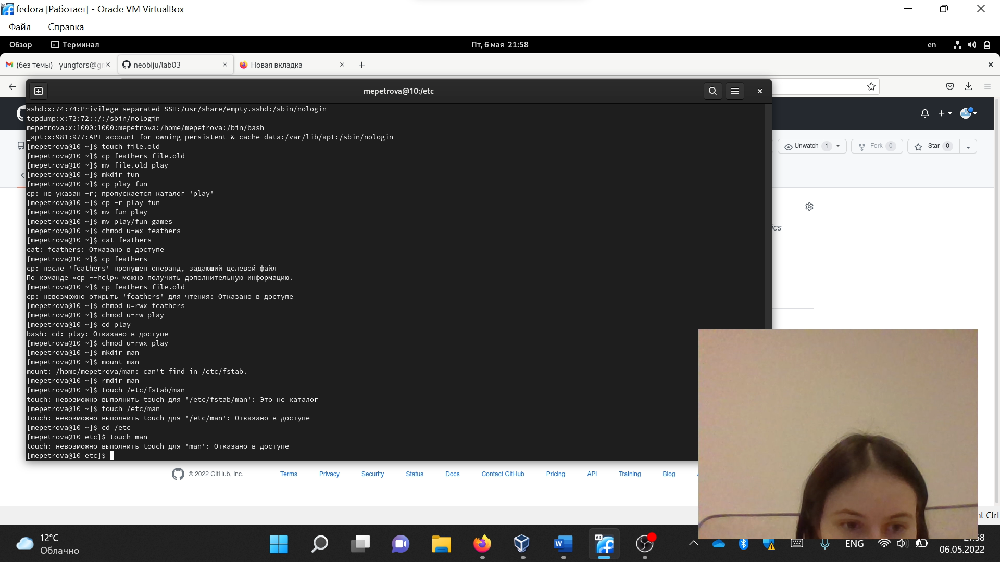 fedora [Работает] - Oracle VM VirtualBox
Файл Справка
Обзор Терминал Пт, 6 мая 21:58 en
(без темы) - yungfors@g neobiju/lab03 Новая вкладка
mepetrova@10:/etc
sshd:x:74:74:Privilege-separated SSH:/usr/share/empty.sshd:/sbin/nologin
tcpdump:x:72:72::/:/sbin/nologin
mepetrova:x:1000:1000:mepetrova:/home/mepetrova:/bin/bash
_apt:x:981:977:APT account for owning persistent & cache data:/var/lib/apt:/sbin/nologin
[mepetrova@10 ~]$ touch file.old
[mepetrova@10 ~]$ cp feathers file.old
[mepetrova@10 ~]$ mv file.old play
[mepetrova@10 ~]$ mkdir fun
[mepetrova@10 ~]$ cp play fun
cp: не указан -r; пропускается каталог 'play'
[mepetrova@10 ~]$ cp -r play fun
[mepetrova@10 ~]$ mv fun play
[mepetrova@10 ~]$ mv play/fun games
[mepetrova@10 ~]$ chmod u=wx feathers
[mepetrova@10 ~]$ cat feathers
cat: feathers: Отказано в доступе
[mepetrova@10 ~]$ cp feathers
cp: после 'feathers' пропущен операнд, задающий целевой файл
По команде «cp --help» можно получить дополнительную информацию.
[mepetrova@10 ~]$ cp feathers file.old
cp: невозможно открыть 'feathers' для чтения: Отказано в доступе
[mepetrova@10 ~]$ chmod u=rwx feathers
[mepetrova@10 ~]$ chmod u=rw play
[mepetrova@10 ~]$ cd play
bash: cd: play: Отказано в доступе
[mepetrova@10 ~]$ chmod u=rwx play
[mepetrova@10 ~]$ mkdir man
[mepetrova@10 ~]$ mount man
mount: /home/mepetrova/man: can't find in /etc/fstab.
[mepetrova@10 ~]$ rmdir man
[mepetrova@10 ~]$ touch /etc/fstab/man
touch: невозможно выполнить touch для '/etc/fstab/man': Это не каталог
[mepetrova@10 ~]$ touch /etc/man
touch: невозможно выполнить touch для '/etc/man': Отказано в доступе
[mepetrova@10 ~]$ cd /etc
[mepetrova@10 etc]$ touch man
touch: невозможно выполнить touch для 'man': Отказано в доступе
[mepetrova@10 etc]$
Unwatch 1 Fork 0 Star 0
ics
© 2022 GitHub, Inc. Terms Privacy Security Status Docs Contact GitHub Pricing API Training Blog
nt Ctrl
12°C
Облачно
64
ENG
06.05.2022